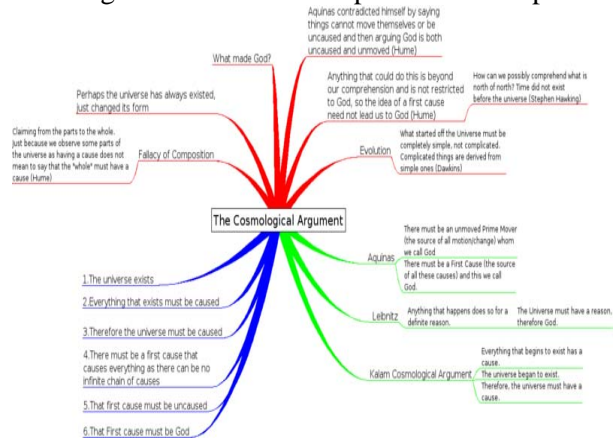 Aquinas contradicted himself by saying
things cannot move themselves or be
uncaused and then arguing God is both
uncaused and unmoved (Hume)
What made God?
Anything that could do this is beyond
our comprehension and is not restricted
to God, so the idea of a first cause
need not lead us to God (Hume)
How can we possibly comprehend what is
north of north? Time did not exist
before the universe (Stephen Hawking)
Perhaps the universe has always existed,
just changed its form
Claiming from the parts to the whole.
Just because we observe some parts of
the universe as having a cause does not
mean to say that the "whole" must have a
cause (Hume)
Fallacy of Composition
Evolution
What started off the Universe must be
completely simple, not complicated.
Complicated things are derived from
simple ones (Dawkins)
The Cosmological Argument
Aquinas
There must be an unmoved Prime Mover
(the source of all motion/change) whom
we call God
There must be a First Cause (the source
of all these causes) and this we call
God.
Leibnitz
Anything that happens does so for a
definite reason.
The Universe must have a reason,
therefore God.
Kalam Cosmological Argument
Everything that begins to exist has a
cause.
The universe began to exist.
Therefore, the universe must have a
cause.
1.The universe exists
2.Everything that exists must be caused
3.Therefore the universe must be caused
4.There must be a first cause that
causes everything as there can be no
infinite chain of causes
5.That first cause must be uncaused
6.That First cause must be God